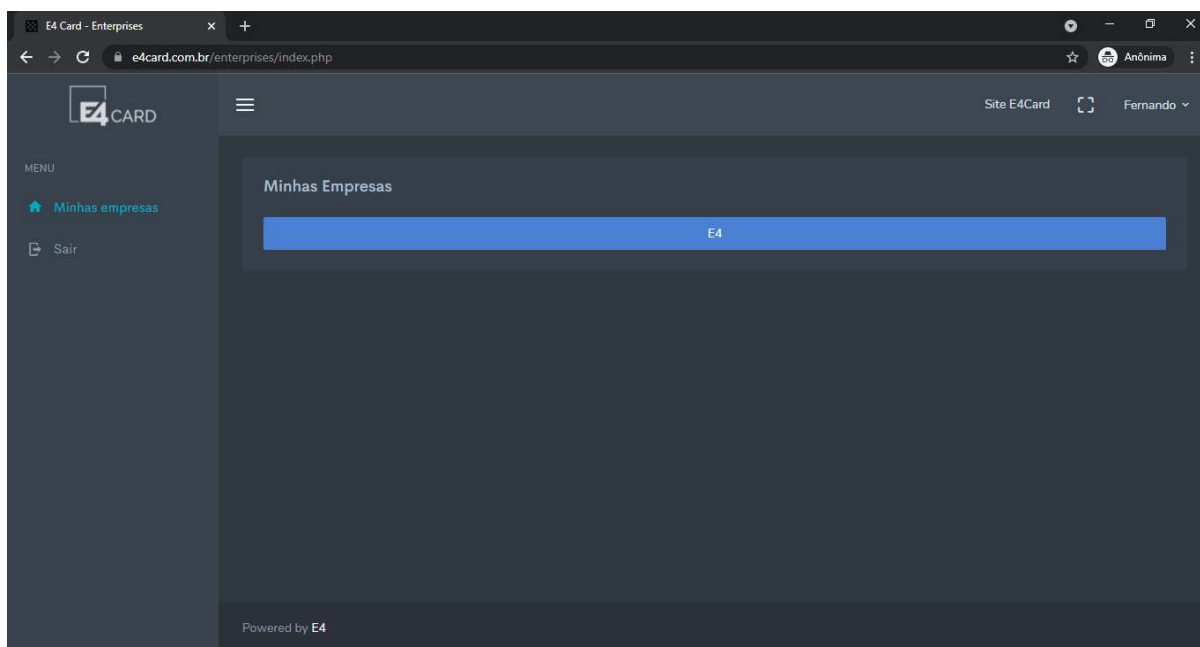 E4 Card - Enterprises
e4card.com.br/enterprises/index.php
Anônima
E4 CARD
Site E4Card
Fernando
MENU
Minhas empresas
Sair
Minhas Empresas
E4
Powered by E4